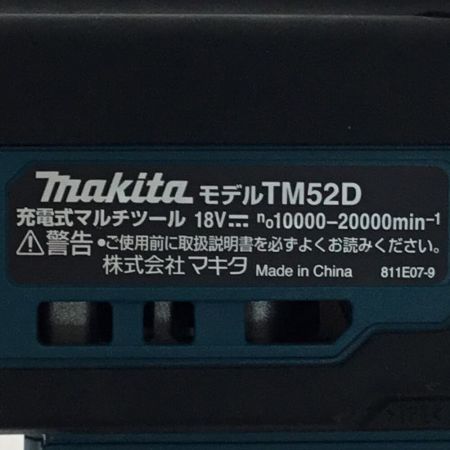 makita モデルTM52D
充電式マルチツール 18V⎓ n₀10000-20000min⁻¹
⚠警告 •ご使用前に取扱説明書を必ずよくお読みください。
株式会社 マキタ Made in China 811E07-9